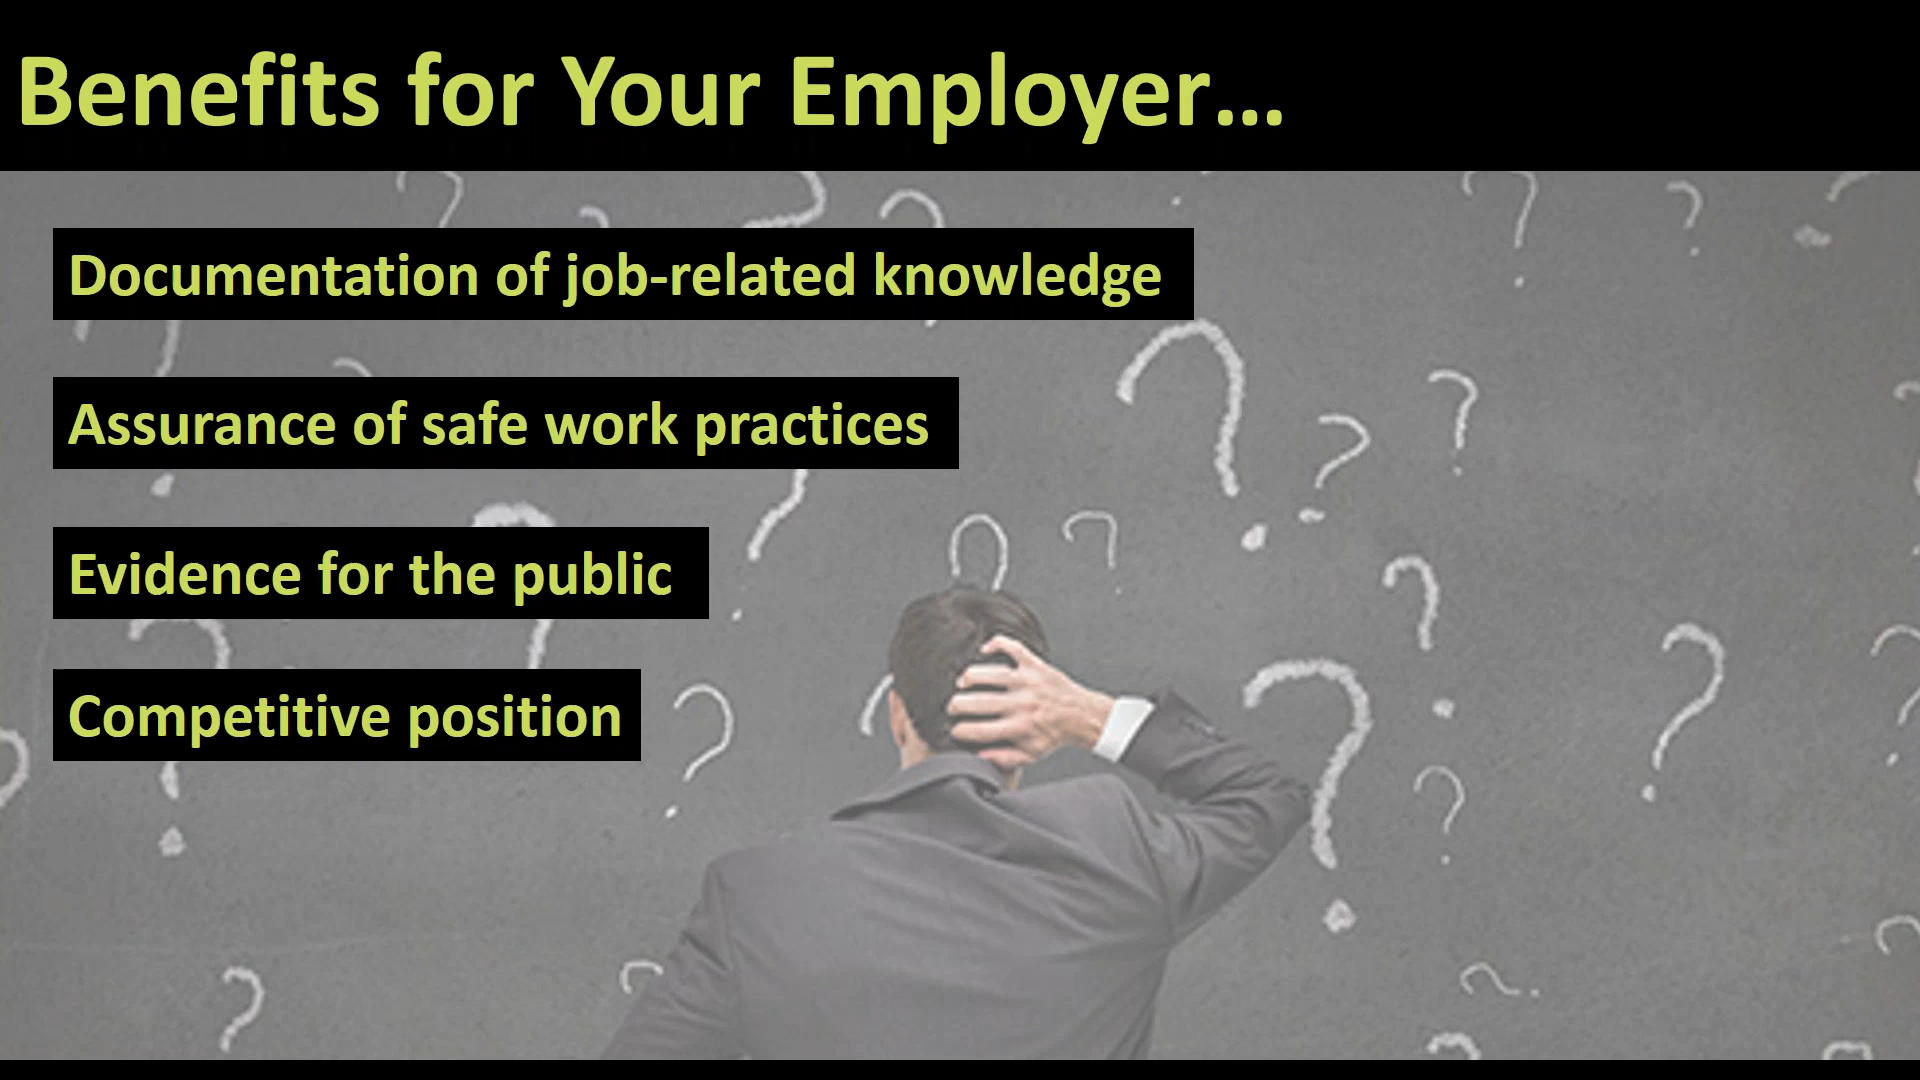 Benefits for Your Employer...
Documentation of job-related knowledge
Assurance of safe work practices
Evidence for the public
Competitive position